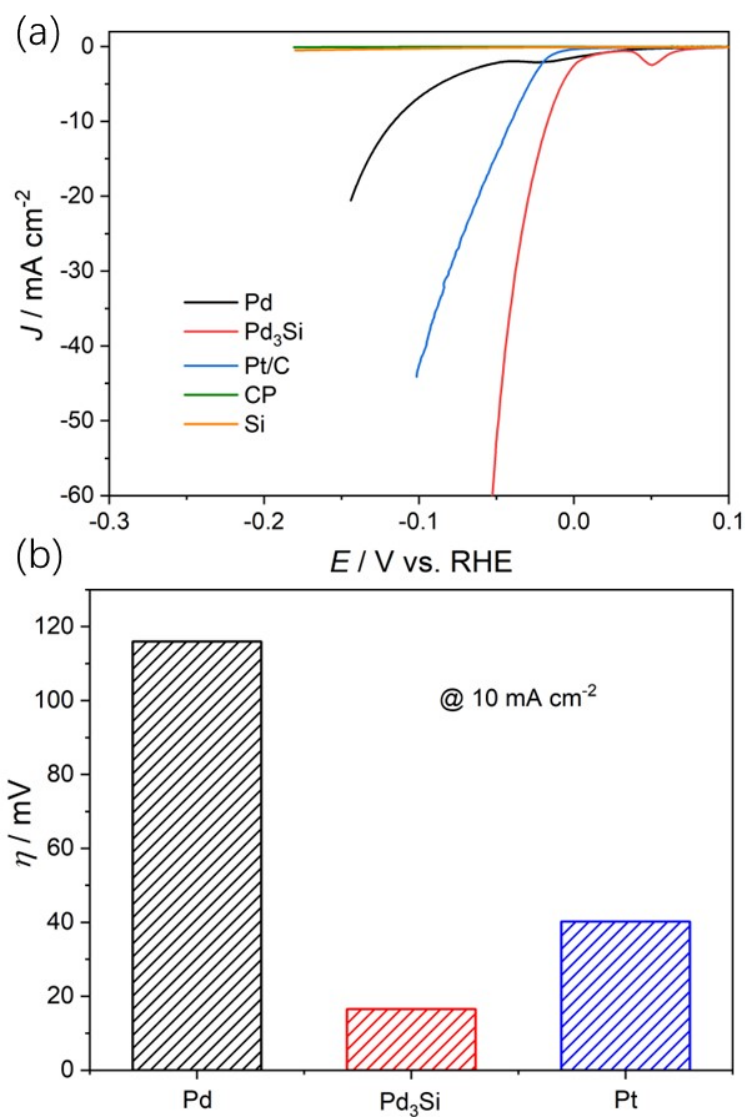 (a)
0
-10
-20
-30
-40
-50
-60
J / mA cm⁻²
Pd
Pd₃Si
Pt/C
CP
Si
-0.3 -0.2 -0.1 0.0 0.1
E / V vs. RHE
(b)
120
100
80
60
40
20
0
η / mV
@ 10 mA cm⁻²
Pd Pd₃Si Pt